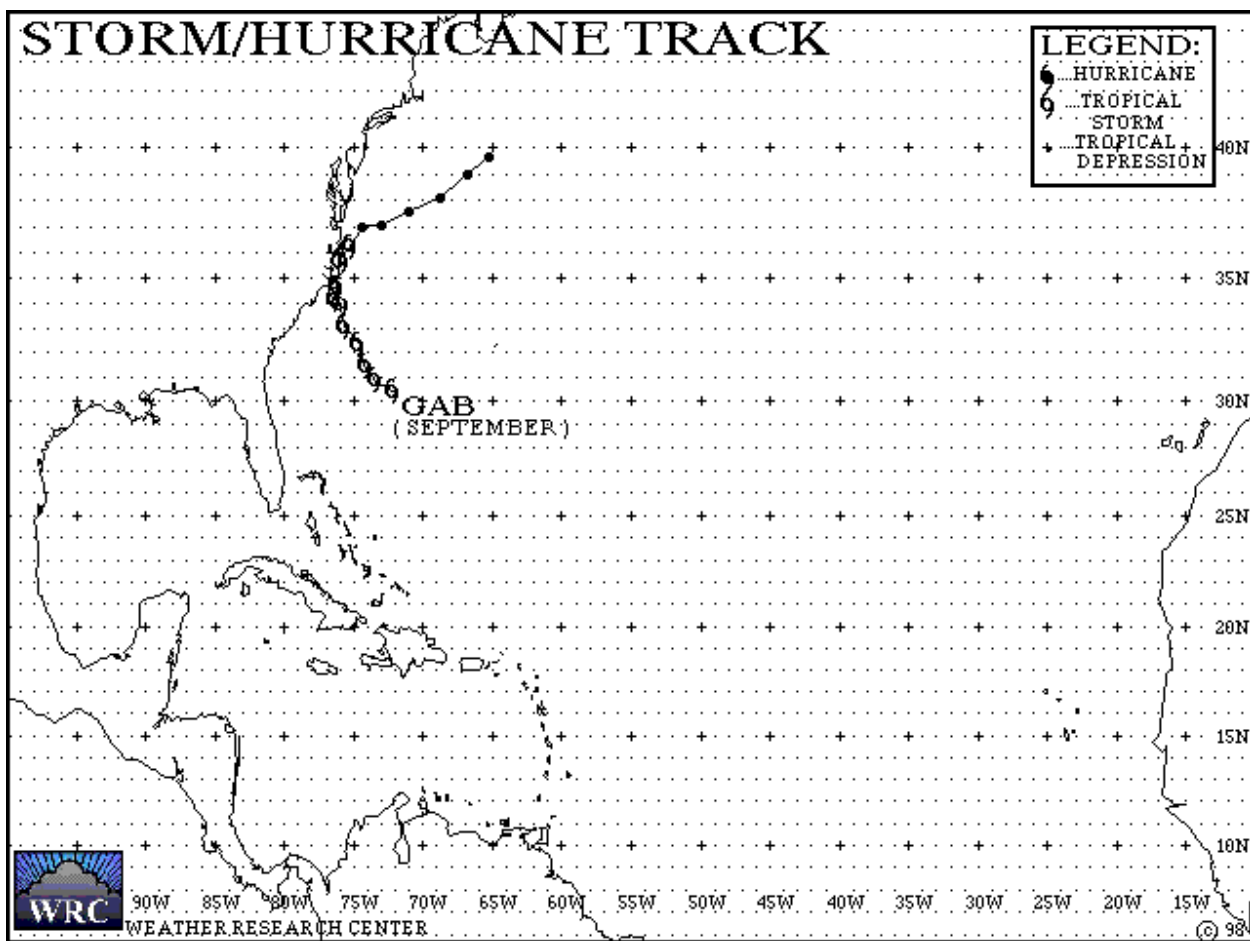 STORM/HURRICANE TRACK
LEGEND:
...HURRICANE
...TROPICAL
STORM
...TROPICAL
DEPRESSION
40N
35N
30N
GAB
(SEPTEMBER)
25N
20N
15N
10N
90W 85W 80W 75W 70W 65W 60W 55W 50W 45W 40W 35W 30W 25W 20W 15W
WRC
WEATHER RESEARCH CENTER
© 98